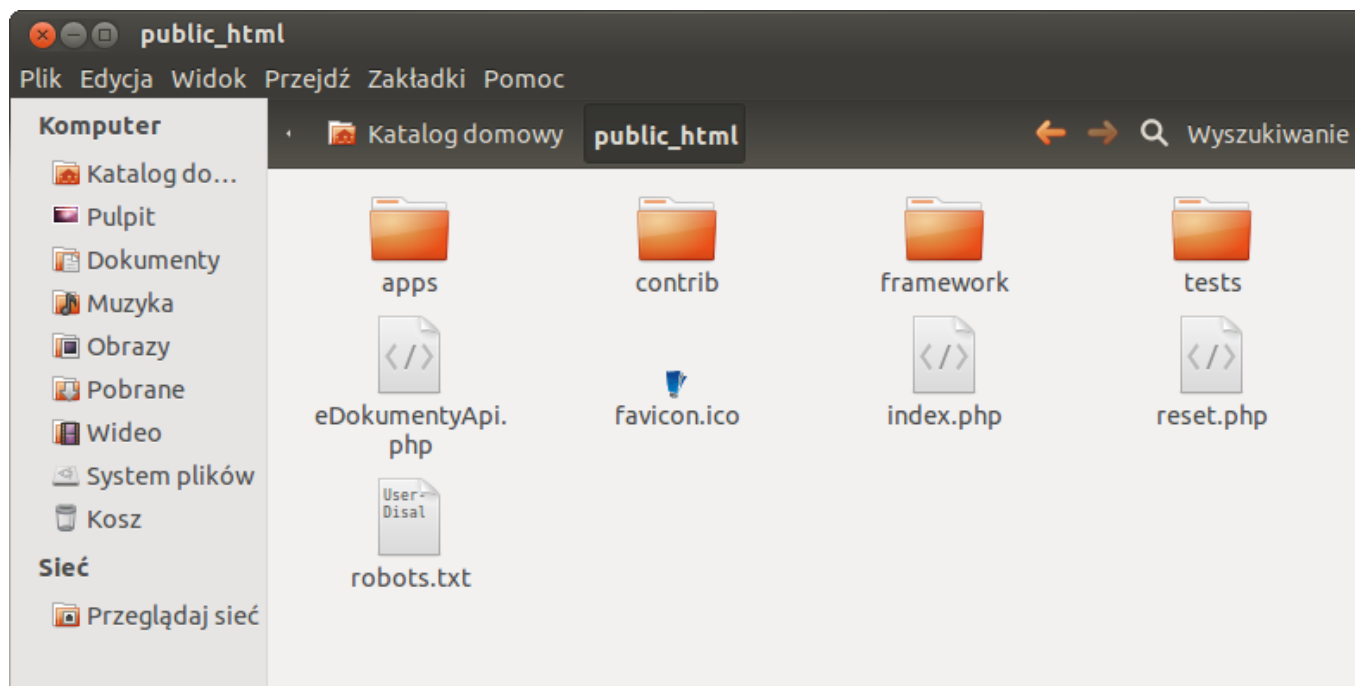 public_html
Plik Edycja Widok Przejdź Zakładki Pomoc
Komputer
Katalog do...
Pulpit
Dokumenty
Muzyka
Obrazy
Pobrane
Wideo
System plików
Kosz
Sieć
Przeglądaj sieć
Katalog domowy public_html Wyszukiwanie
apps contrib framework tests
eDokumentyApi.
php
favicon.ico index.php reset.php
User-
Disal
robots.txt